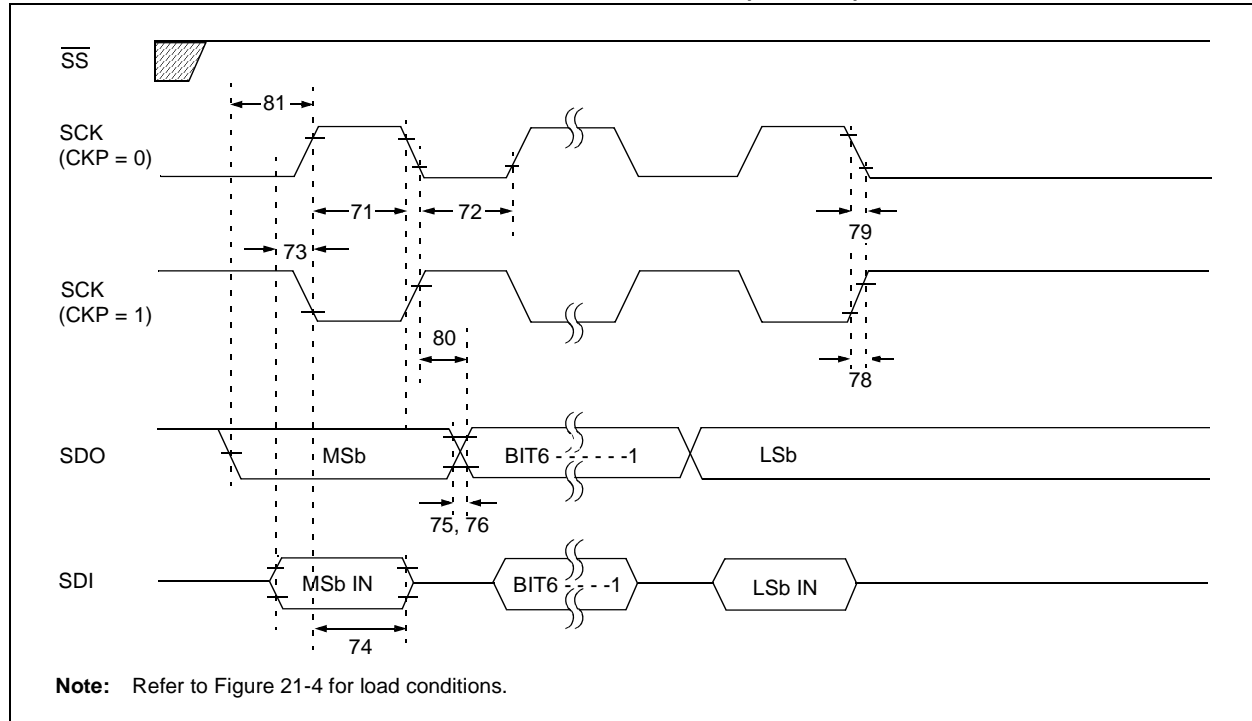 SS
81
SCK
(CKP = 0)
71
72
79
73
SCK
(CKP = 1)
80
78
SDO
MSb
BIT6 - - - - - -1
LSb
75, 76
SDI
MSb IN
BIT6 - - - -1
LSb IN
74
Note: Refer to Figure 21-4 for load conditions.